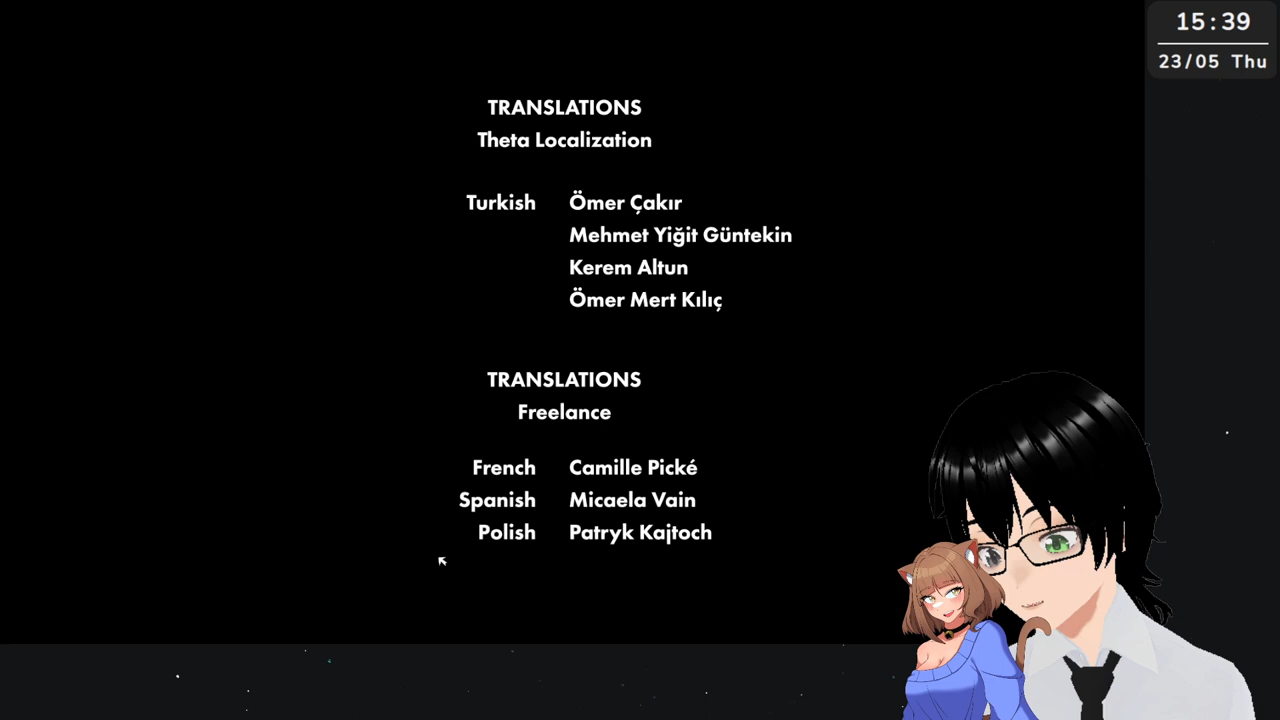 15:39
23/05 Thu
TRANSLATIONS
Theta Localization
Turkish Ömer Çakır
Mehmet Yiğit Güntekin
Kerem Altun
Ömer Mert Kılıç
TRANSLATIONS
Freelance
French Camille Pické
Spanish Micaela Vain
Polish Patryk Kajtoch